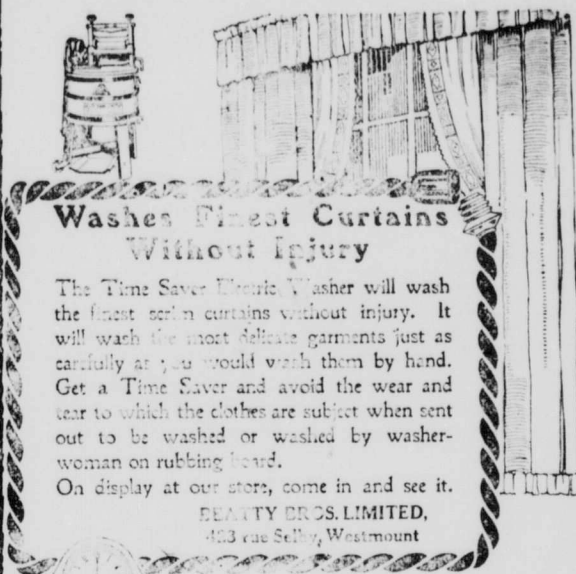 Washes Finest Curtains
Without Injury
The Time Saver Electric Washer will wash
the finest scrim curtains without injury. It
will wash the most delicate garments just as
carefully as you would wash them by hand.
Get a Time Saver and avoid the wear and
tear to which the clothes are subject when sent
out to be washed or washed by washer-
woman on rubbing board.
On display at our store, come in and see it.
BEATTY BROS. LIMITED,
rue Selby, Westmount